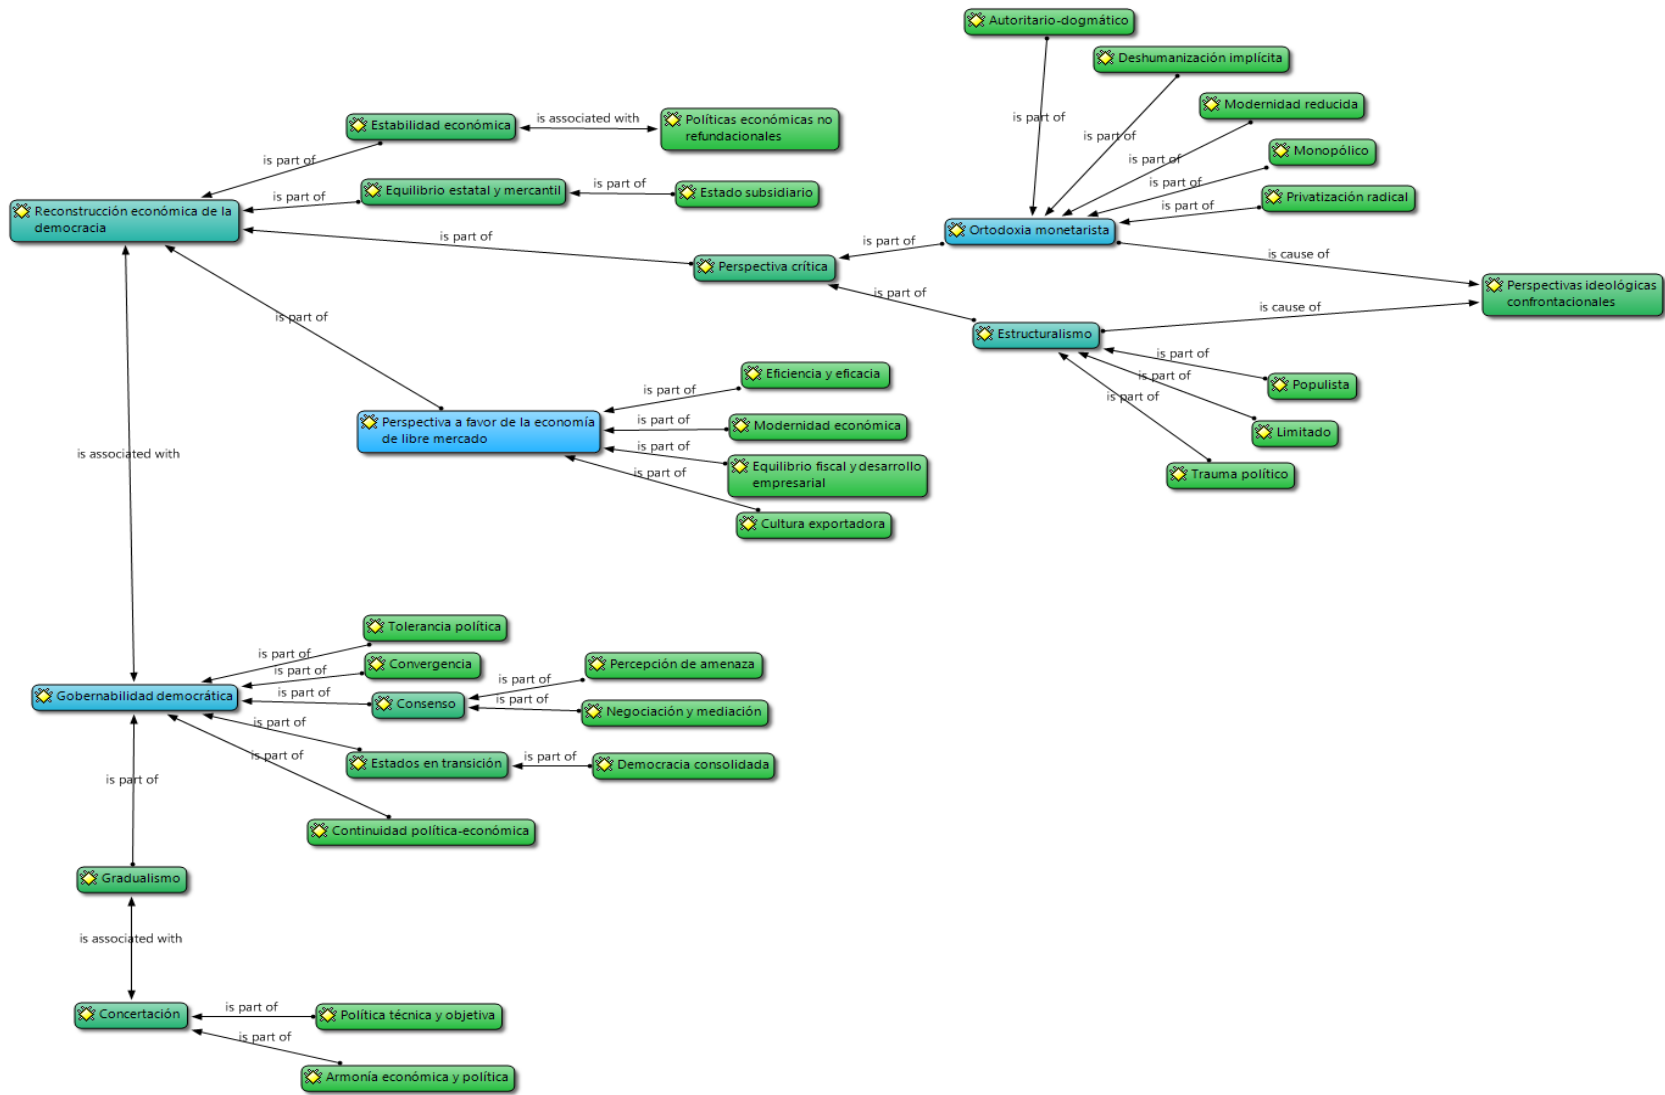 Autoritario-dogmático
Deshumanización implícita
Modernidad reducida
Monopólico
Privatización radical
is part of
is part of
is part of
is part of
is part of
Ortodoxia monetarista
is cause of
Perspectivas ideológicas
confrontacionales
is cause of
is part of
Perspectiva crítica
is part of
Estructuralismo
is part of
is part of
is part of
Populista
Limitado
Trauma político
Estabilidad económica
is associated with
Políticas económicas no
refundacionales
is part of
Equilibrio estatal y mercantil
is part of
Estado subsidiario
is part of
Reconstrucción económica de la
democracia
is part of
is part of
Perspectiva a favor de la economía
de libre mercado
is part of
Eficiencia y eficacia
is part of
Modernidad económica
is part of
Equilibrio fiscal y desarrollo
empresarial
is part of
Cultura exportadora
is associated with
Tolerancia política
is part of
Convergencia
is part of
Gobernabilidad democrática
is part of
Consenso
is part of
Percepción de amenaza
is part of
Negociación y mediación
is part of
Estados en transición
is part of
Democracia consolidada
is part of
Continuidad política-económica
is part of
Gradualismo
is associated with
Concertación
is part of
Política técnica y objetiva
is part of
Armonía económica y política